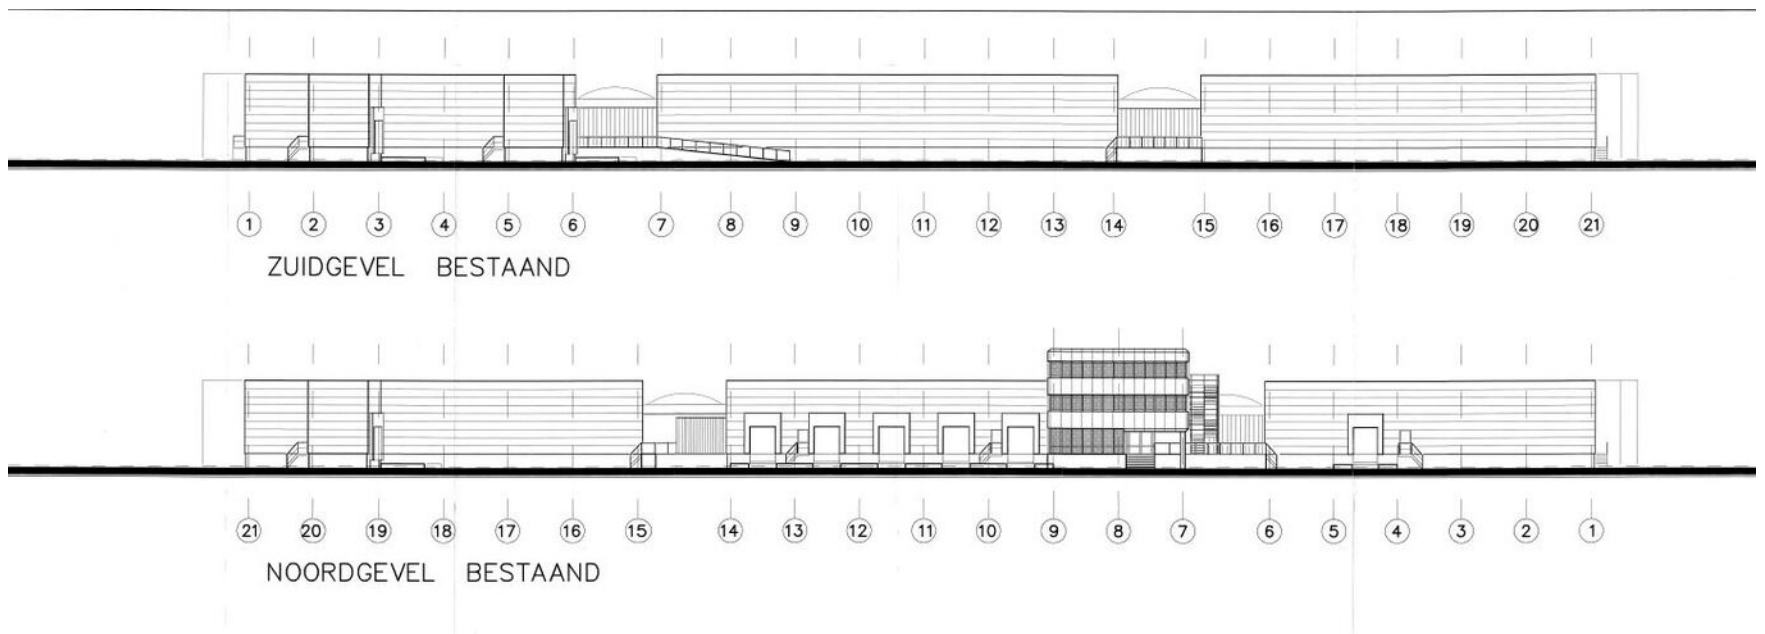 1 2 3 4 5 6 7 8 9 10 11 12 13 14 15 16 17 18 19 20 21
ZUIDGEVEL BESTAAND
21 20 19 18 17 16 15 14 13 12 11 10 9 8 7 6 5 4 3 2 1
NOORDGEVEL BESTAAND